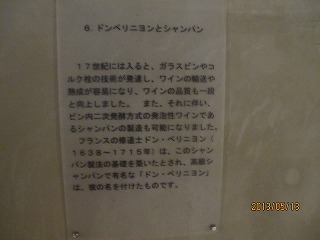 6.ドンペリニヨンとシャンパン
17世紀に入ると、ガラスビンやコ
ルク栓の技術が発達し、ワインの輸送や
熟成が容易になり、ワインの品質も一段
と向上しました。 また、それに伴い、
ビン内二次発酵方式の発泡性ワインであ
るシャンパンの製造も可能になりました。
フランスの修道士ドン・ペリニヨン
(1638〜1715年)は、このシャン
パン製法の基礎を築いたとされ、高級シ
ャンパンで有名な「ドン・ペリニヨン」
は、彼の名を付けたものです。
2013/05/13